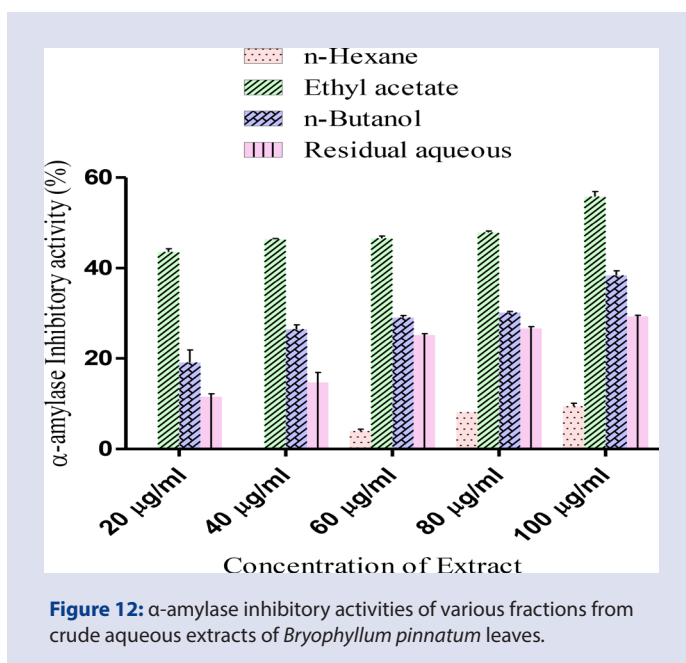 n-Hexane
Ethyl acetate
n-Butanol
Residual aqueous
α-amylase Inhibitory activity (%)
60
40
20
0
20 µg/ml
40 µg/ml
60 µg/ml
80 µg/ml
100 µg/ml
Concentration of Extract
Figure 12: α-amylase inhibitory activities of various fractions from
crude aqueous extracts of Bryophyllum pinnatum leaves.